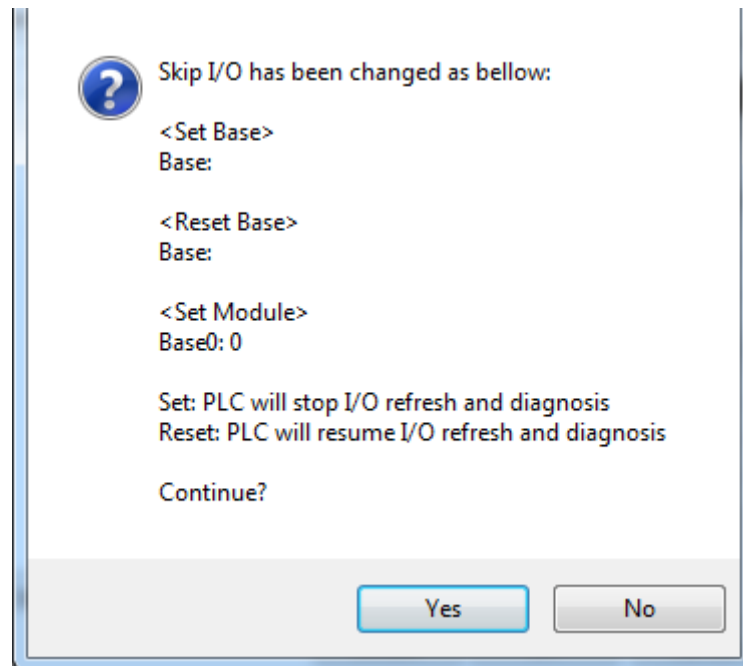 Skip I/O has been changed as bellow:
<Set Base>
Base:
<Reset Base>
Base:
<Set Module>
Base0: 0
Set: PLC will stop I/O refresh and diagnosis
Reset: PLC will resume I/O refresh and diagnosis
Continue?
Yes
No